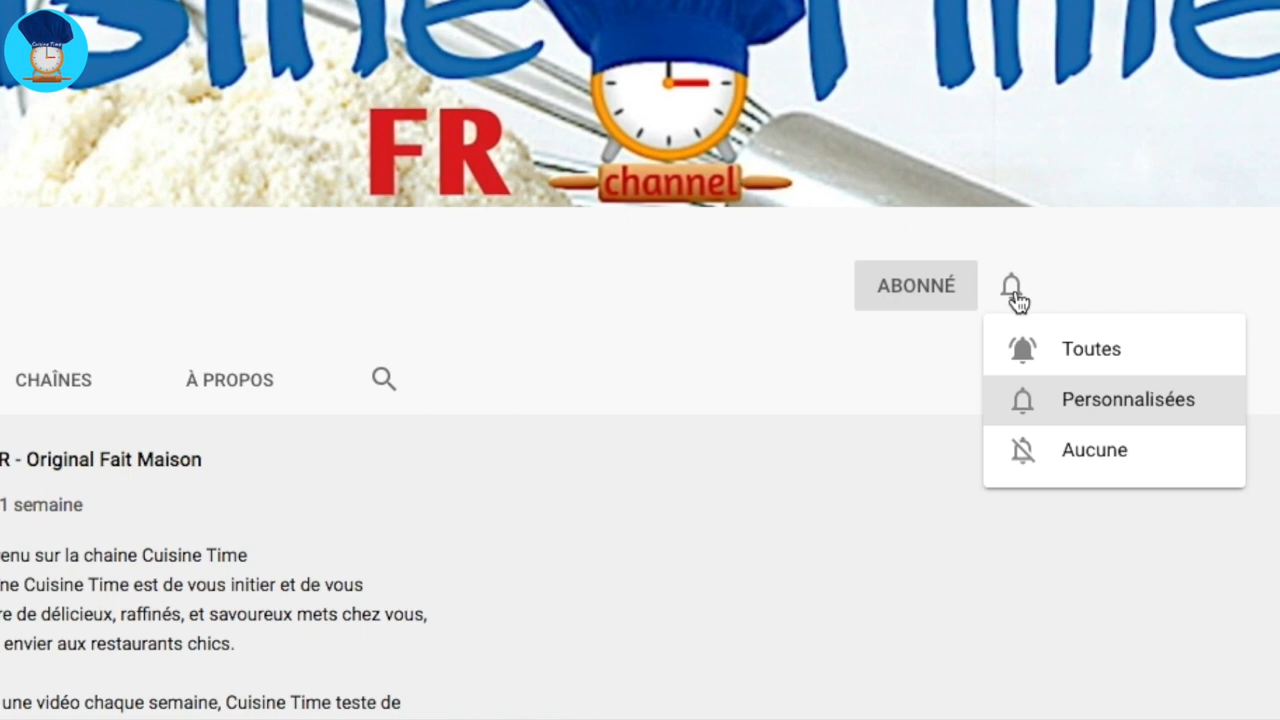 Cuisine Time
FR
channel
ABONNÉ
Toutes
Personnalisées
Aucune
CHAÎNES À PROPOS
R - Original Fait Maison
1 semaine
enu sur la chaine Cuisine Time
ne Cuisine Time est de vous initier et de vous
re de délicieux, raffinés, et savoureux mets chez vous,
envier aux restaurants chics.
une vidéo chaque semaine, Cuisine Time teste de